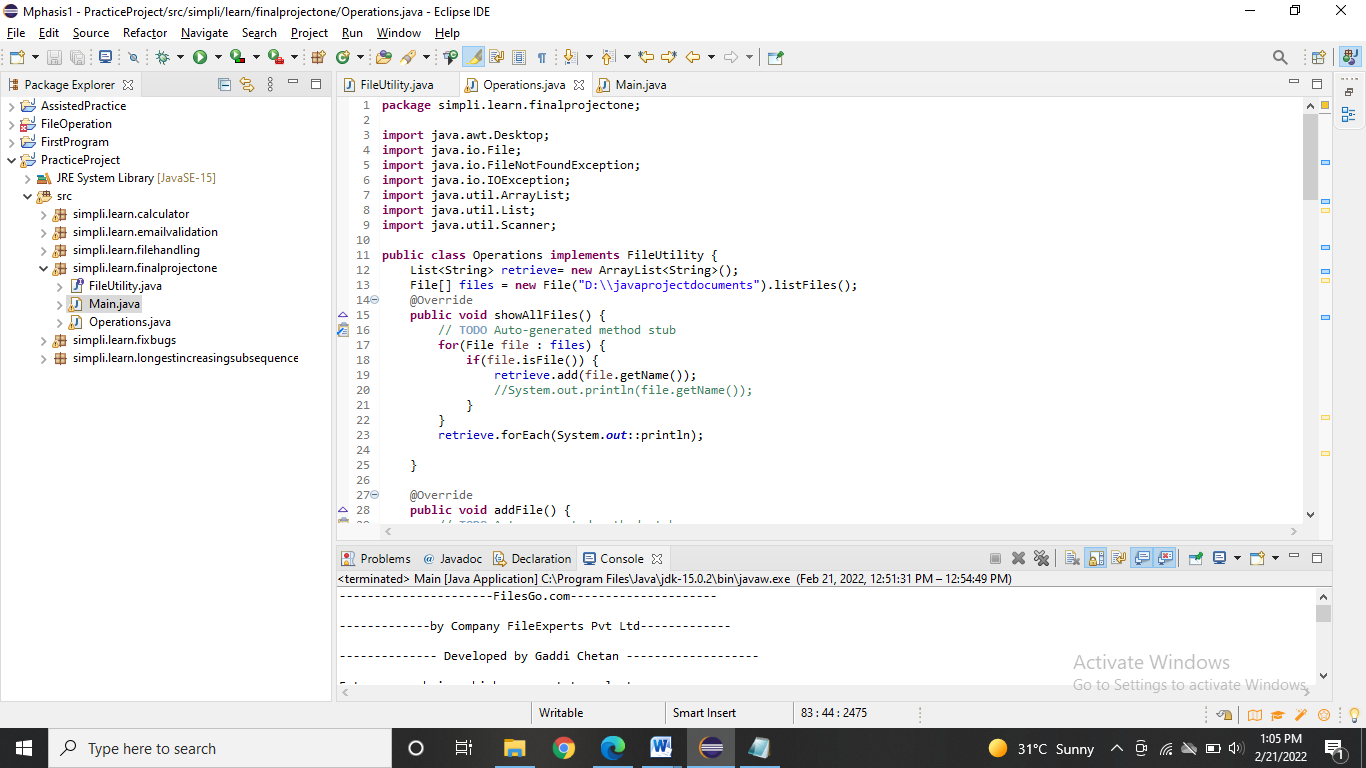 Mphasis1 - PracticeProject/src/simpli/learn/finalprojectone/Operations.java - Eclipse IDE
File Edit Source Refactor Navigate Search Project Run Window Help
Package Explorer
AssistedPractice
FileOperation
FirstProgram
PracticeProject
JRE System Library [JavaSE-15]
src
simpli.learn.calculator
simpli.learn.emailvalidation
simpli.learn.filehandling
simpli.learn.finalprojectone
FileUtility.java
Main.java
Operations.java
simpli.learn.fixbugs
simpli.learn.longestincreasingsubsequence
FileUtility.java Operations.java Main.java
1 package simpli.learn.finalprojectone;
2
3 import java.awt.Desktop;
4 import java.io.File;
5 import java.io.FileNotFoundException;
6 import java.io.IOException;
7 import java.util.ArrayList;
8 import java.util.List;
9 import java.util.Scanner;
10
11 public class Operations implements FileUtility {
12 List<String> retrieve= new ArrayList<String>();
13 File[] files = new File("D:\\javaprojectdocuments").listFiles();
14 @Override
15 public void showAllFiles() {
16 // TODO Auto-generated method stub
17 for(File file : files) {
18 if(file.isFile()) {
19 retrieve.add(file.getName());
20 //System.out.println(file.getName());
21 }
22 }
23 retrieve.forEach(System.out::println);
24
25 }
26
27 @Override
28 public void addFile() {
Problems Javadoc Declaration Console
<terminated> Main [Java Application] C:\Program Files\Java\jdk-15.0.2\bin\javaw.exe (Feb 21, 2022, 12:51:31 PM – 12:54:49 PM)
----------------------FilesGo.com---------------------
-------------by Company FileExperts Pvt Ltd-------------
-------------- Developed by Gaddi Chetan -------------------
Activate Windows
Go to Settings to activate Windows.
Writable Smart Insert 83 : 44 : 2475
Type here to search
31°C Sunny
1:05 PM
2/21/2022
1